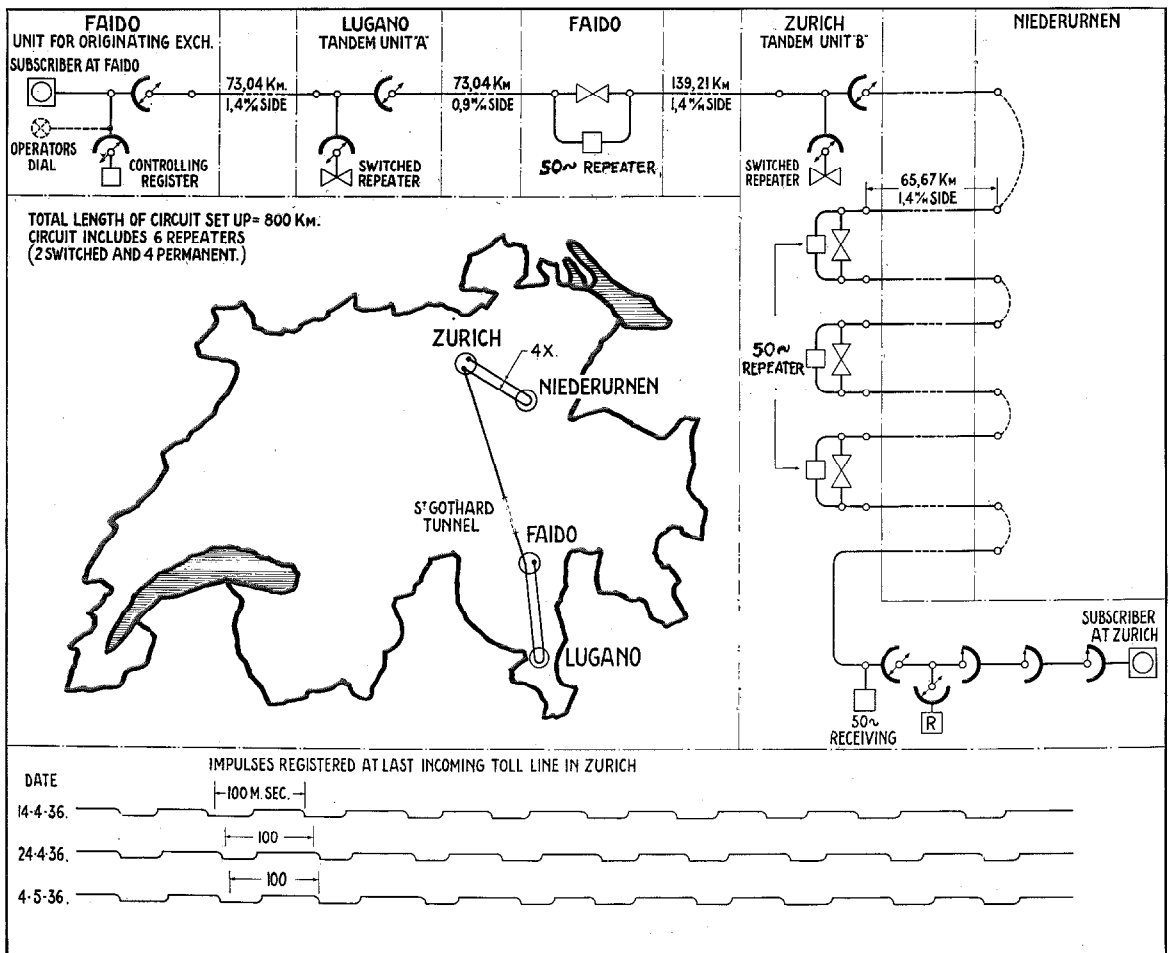 FAIDO
UNIT FOR ORIGINATING EXCH.
SUBSCRIBER AT FAIDO
OPERATORS
DIAL
CONTROLLING
REGISTER
73,04 KM.
1,4 m/m SIDE
LUGANO
TANDEM UNIT "A"
SWITCHED
REPEATER
73,04 KM
0,9 m/m SIDE
FAIDO
50~ REPEATER
139,21 KM
1,4 m/m SIDE
ZURICH
TANDEM UNIT "B"
SWITCHED
REPEATER
NIEDERURNEN
65,67 KM
1,4 m/m SIDE
50~
REPEATER
TOTAL LENGTH OF CIRCUIT SET UP = 800 KM.
CIRCUIT INCLUDES 6 REPEATERS
(2 SWITCHED AND 4 PERMANENT.)
ZURICH
4X.
NIEDERURNEN
ST GOTHARD
TUNNEL
FAIDO
LUGANO
SUBSCRIBER
AT ZURICH
50~
RECEIVING
R
IMPULSES REGISTERED AT LAST INCOMING TOLL LINE IN ZURICH
DATE
100 M. SEC.
14-4-36.
100
24-4-36.
100
4-5-36.